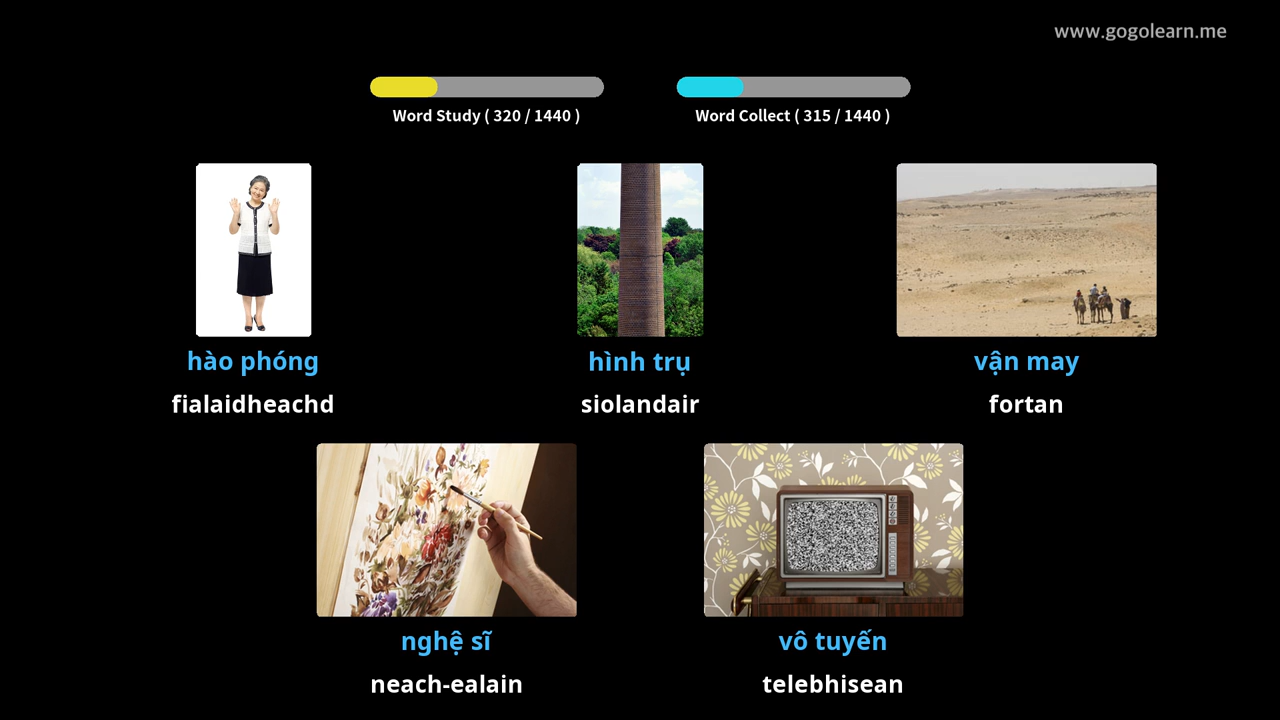 www.gogolearn.me
Word Study ( 320 / 1440 )
Word Collect ( 315 / 1440 )
hào phóng
fialaidheachd
hình trụ
siolandair
vận may
fortan
nghệ sĩ
neach-ealain
vô tuyến
telebhisean